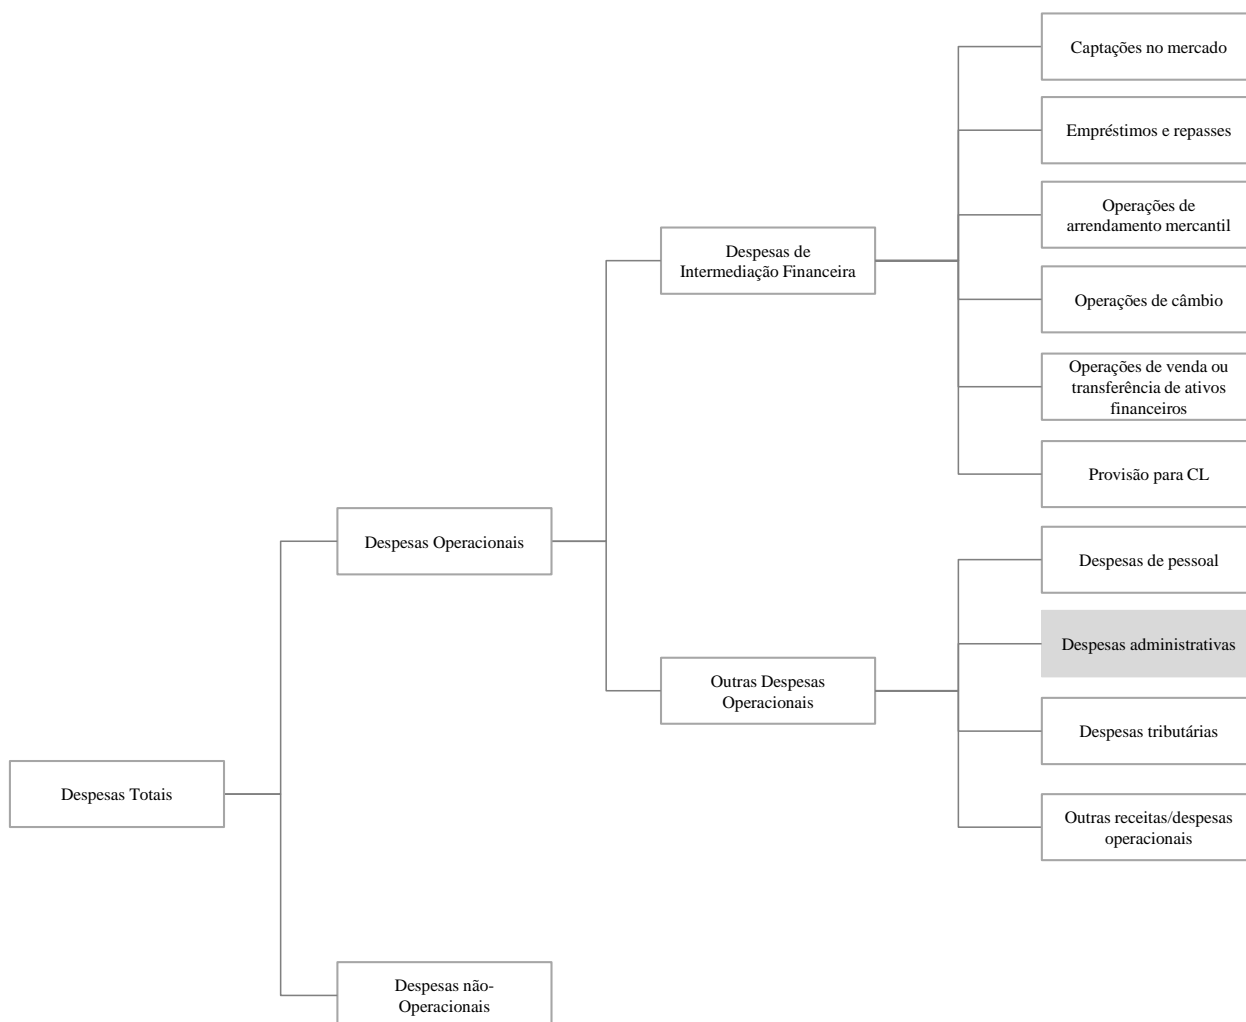 Captações no mercado
Empréstimos e repasses
Operações de
arrendamento mercantil
Despesas de
Intermediação Financeira
Operações de câmbio
Operações de venda ou
transferência de ativos
financeiros
Provisão para CL
Despesas Operacionais
Despesas de pessoal
Despesas administrativas
Outras Despesas
Operacionais
Despesas tributárias
Despesas Totais
Outras receitas/despesas
operacionais
Despesas não-
Operacionais